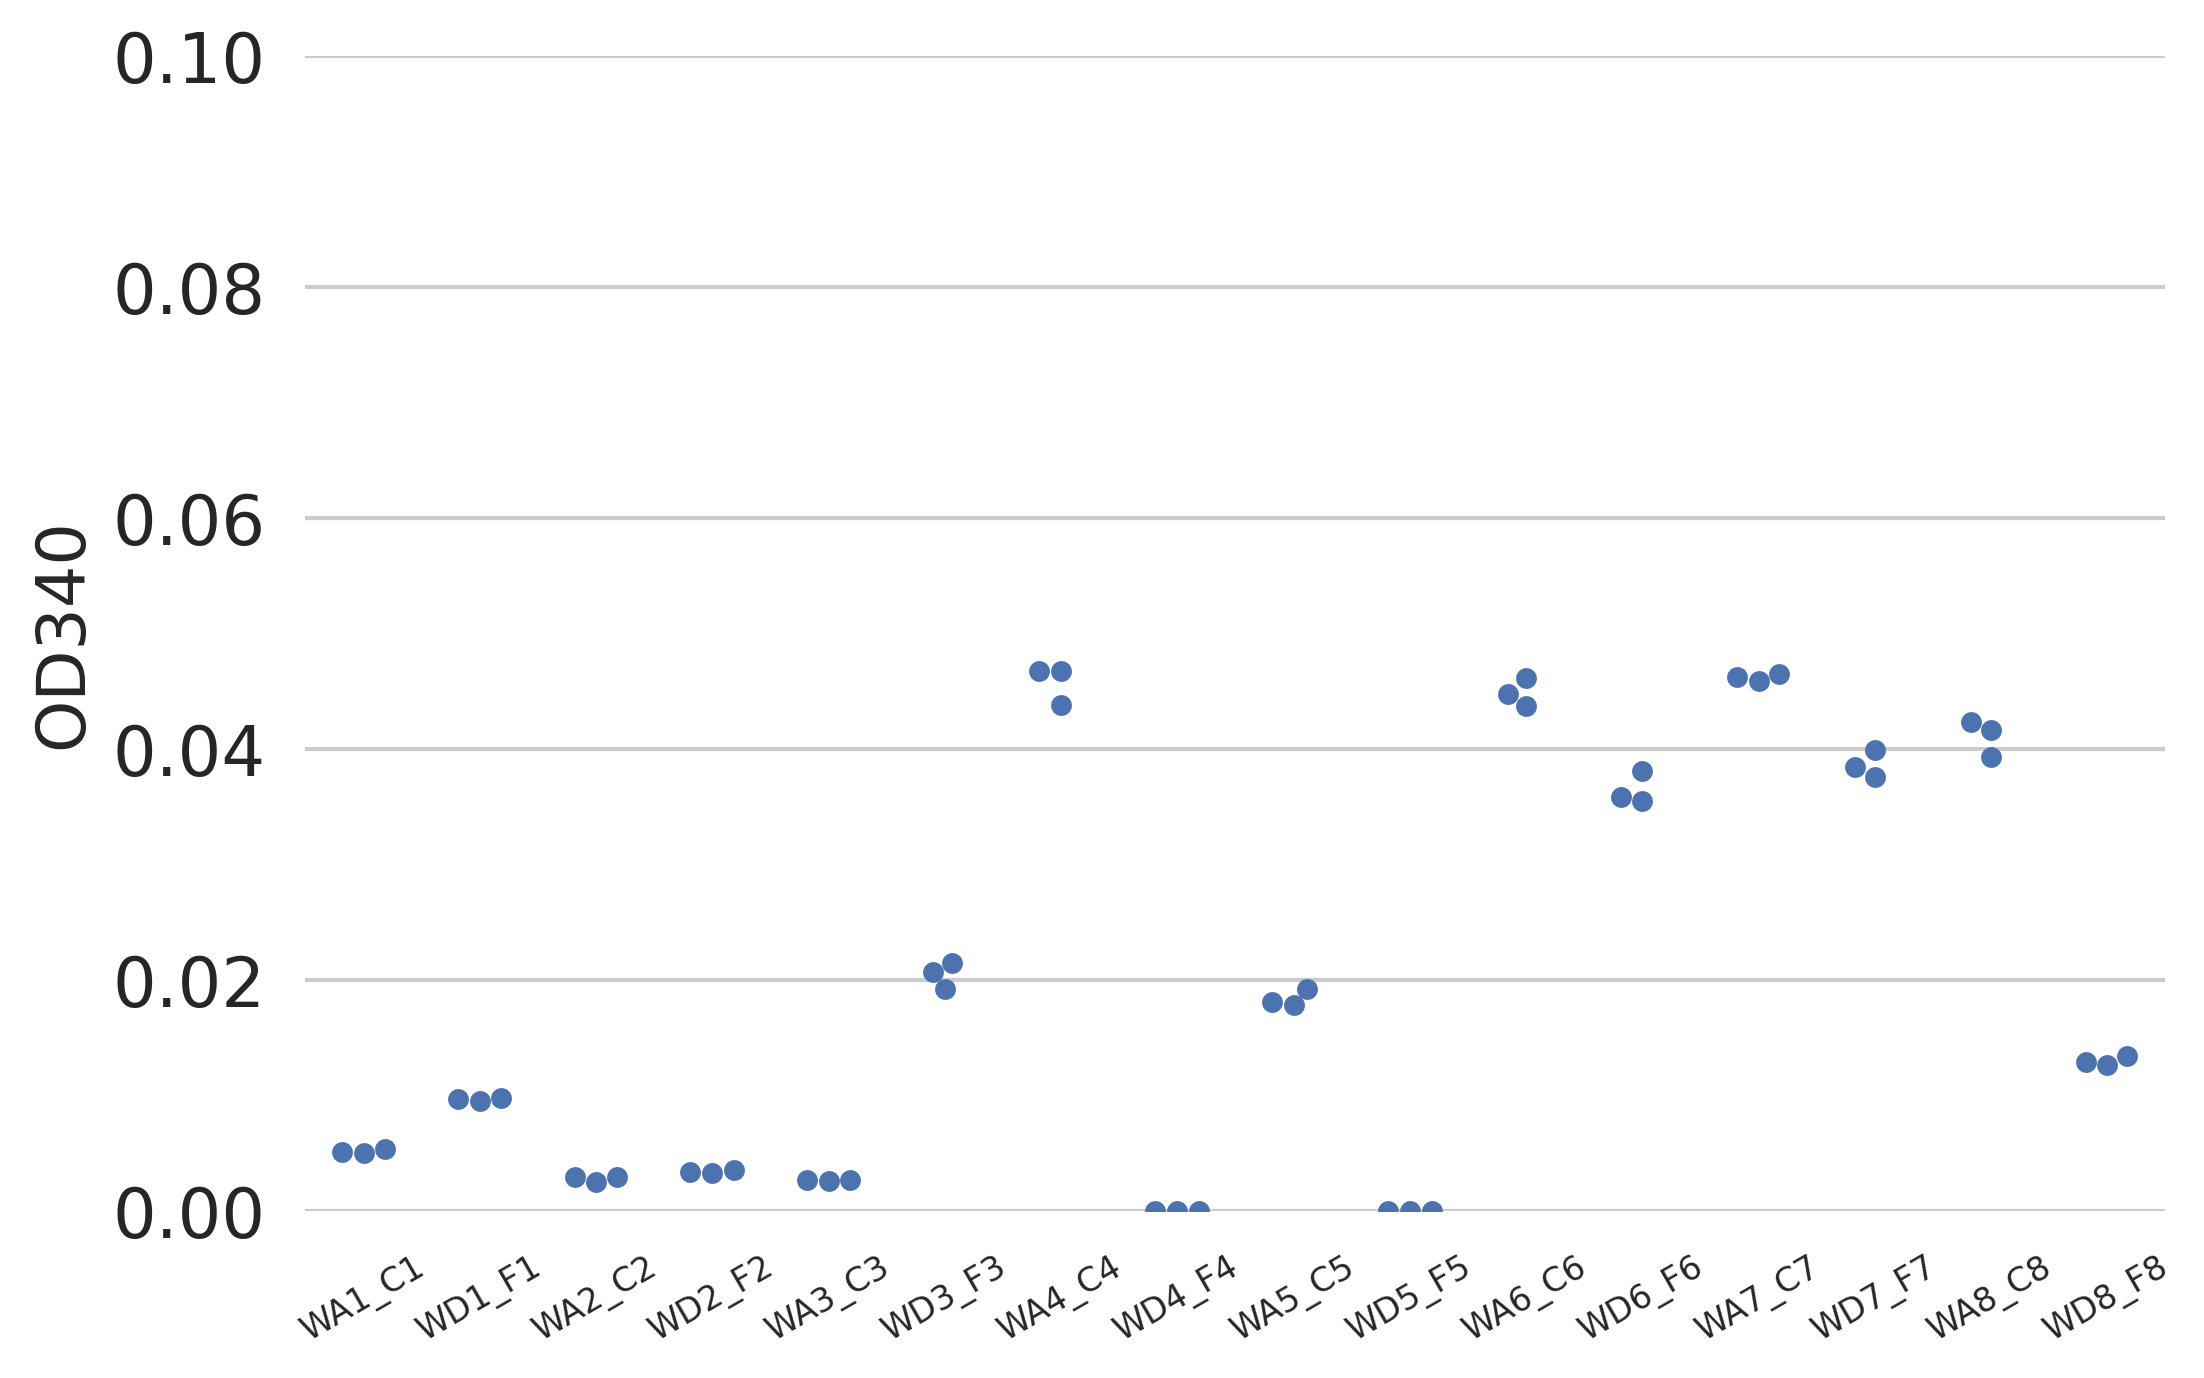 0.10
0.08
0.06
0.04
0.02
0.00
OD340
WA1_C1
WD1_F1
WA2_C2
WD2_F2
WA3_C3
WD3_F3
WA4_C4
WD4_F4
WA5_C5
WD5_F5
WA6_C6
WD6_F6
WA7_C7
WD7_F7
WA8_C8
WD8_F8